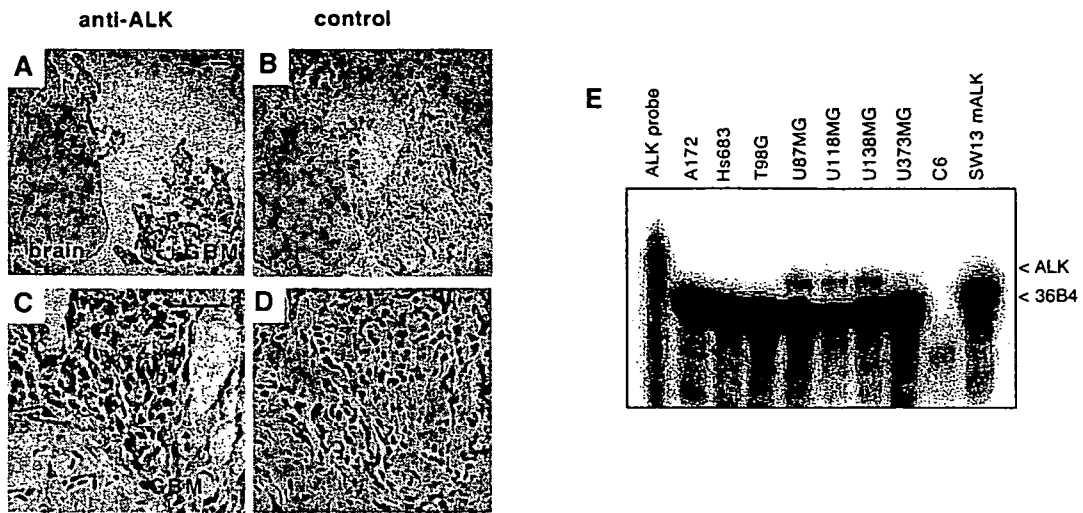 anti-ALK control
A B
brain GBM
C D
GBM
E
ALK probe
A172
Hs683
T98G
U87MG
U118MG
U138MG
U373MG
C6
SW13 mALK
< ALK
< 36B4